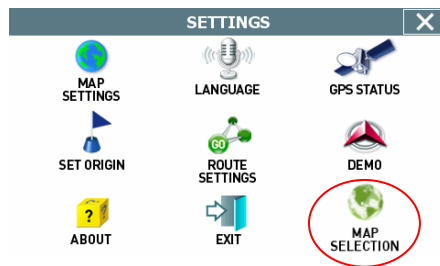 SETTINGS
MAP
SETTINGS
LANGUAGE
GPS STATUS
SET ORIGIN
GO
ROUTE
SETTINGS
DEMO
?
ABOUT
EXIT
MAP
SELECTION